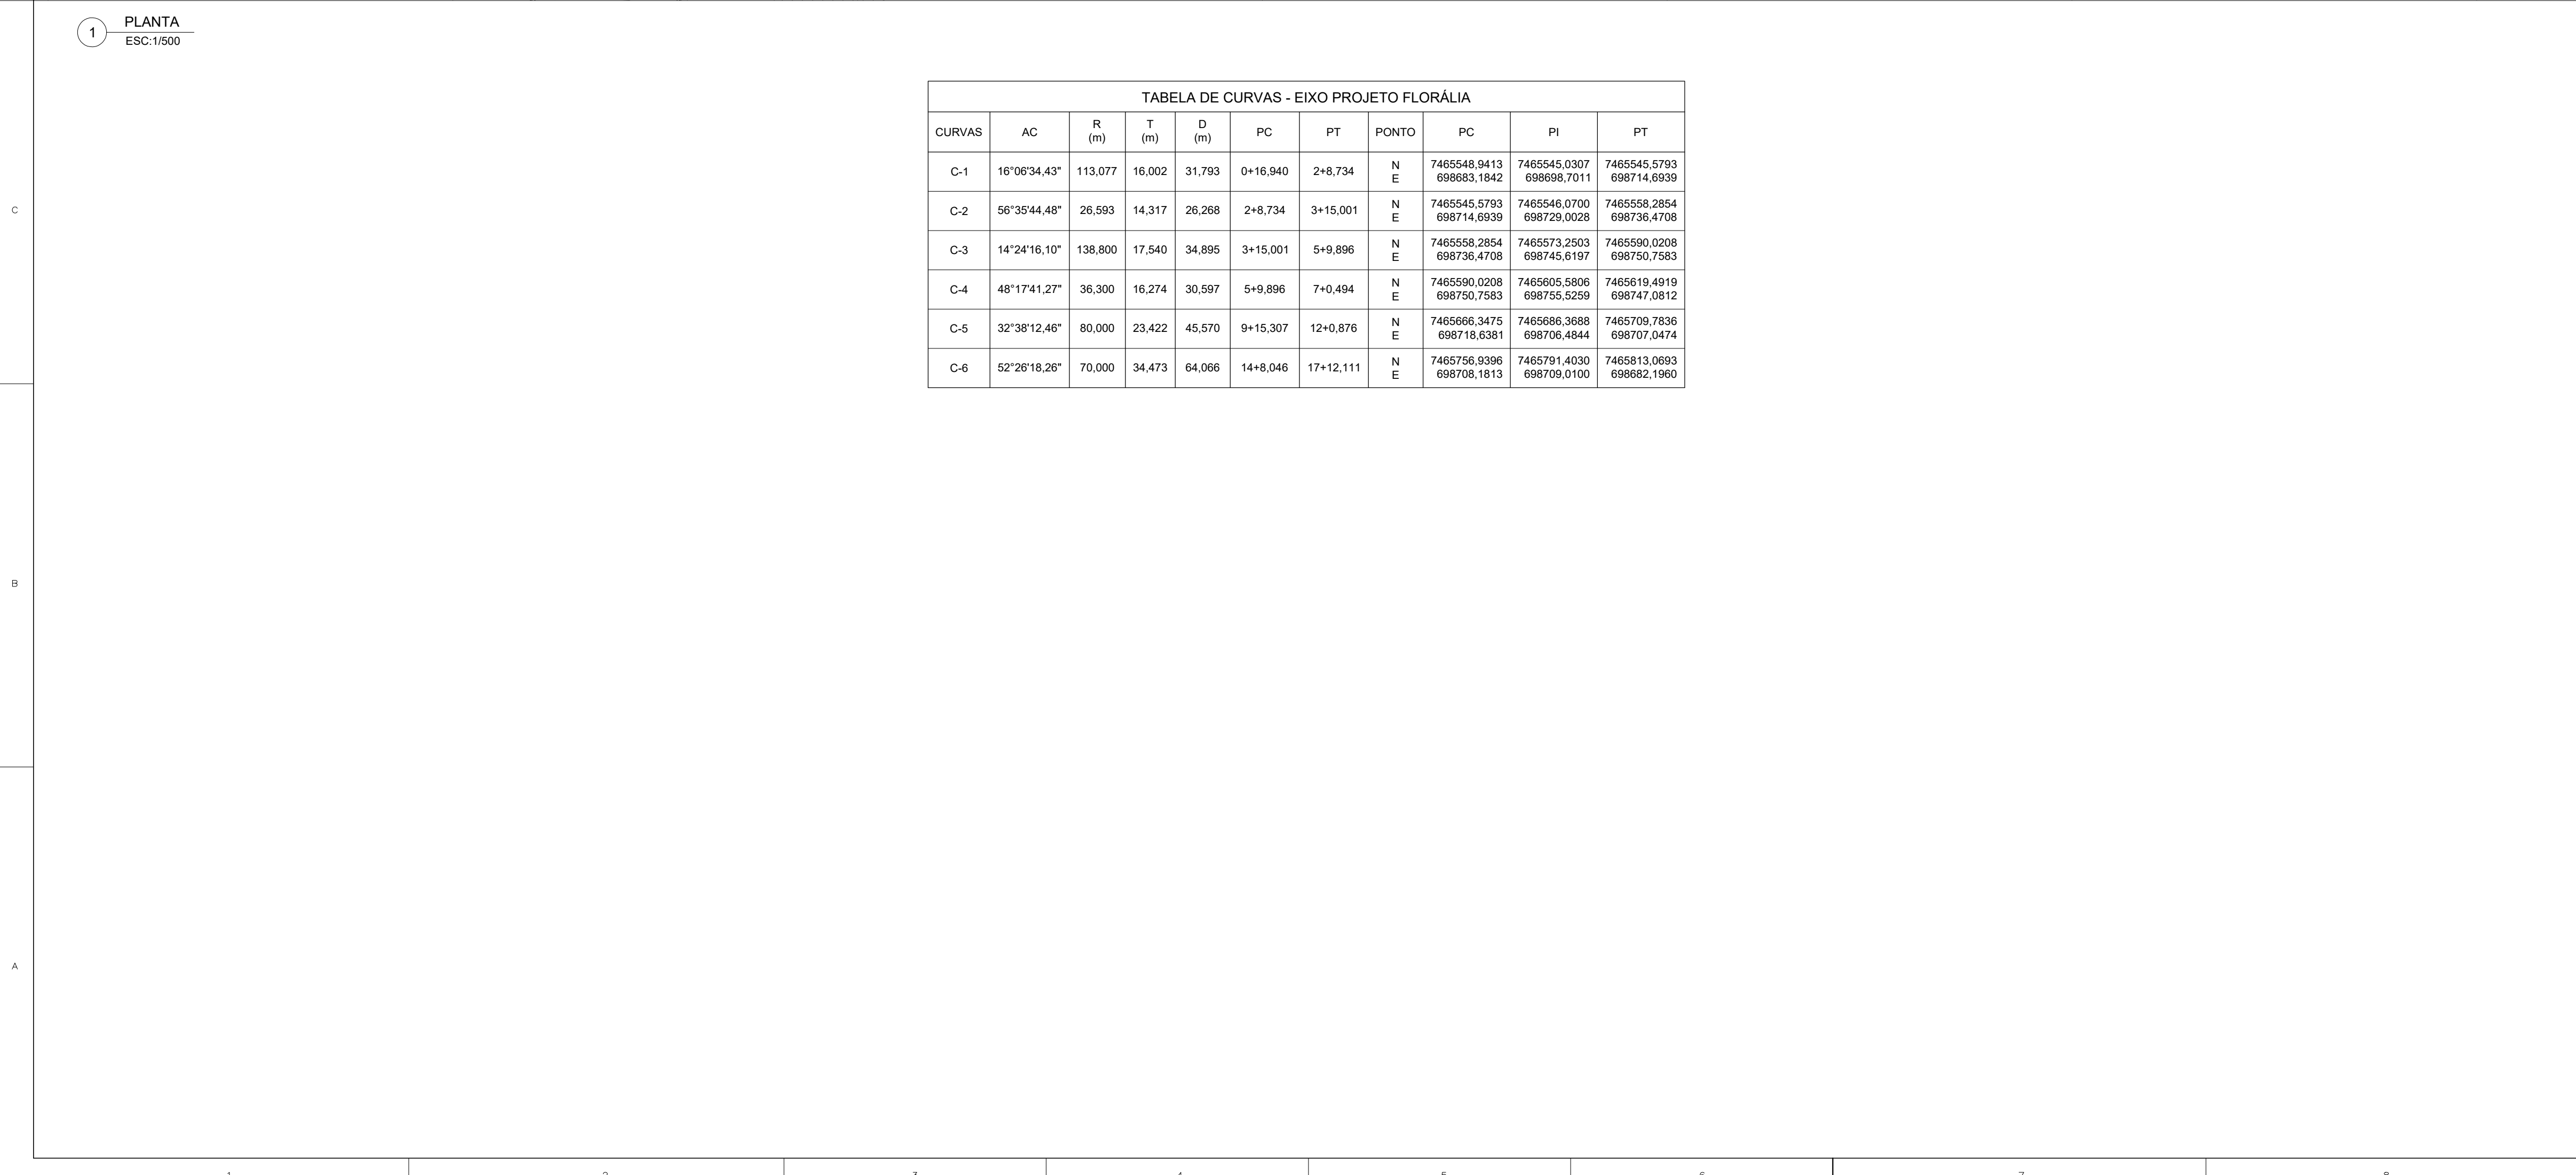 1
PLANTA
ESC:1/500
TABELA DE CURVAS - EIXO PROJETO FLORÁLIA
CURVAS AC R (m) T (m) D (m) PC PT PONTO PC PI PT
C-1 16°06'34,43" 113,077 16,002 31,793 0+16,940 2+8,734 N 7465548,9413 7465545,0307 7465545,5793
E 698683,1842 698698,7011 698714,6939
C-2 56°35'44,48" 26,593 14,317 26,268 2+8,734 3+15,001 N 7465545,5793 7465546,0700 7465558,2854
E 698714,6939 698729,0028 698736,4708
C-3 14°24'16,10" 138,800 17,540 34,895 3+15,001 5+9,896 N 7465558,2854 7465573,2503 7465590,0208
E 698736,4708 698745,6197 698750,7583
C-4 48°17'41,27" 36,300 16,274 30,597 5+9,896 7+0,494 N 7465590,0208 7465605,5806 7465619,4919
E 698750,7583 698755,5259 698747,0812
C-5 32°38'12,46" 80,000 23,422 45,570 9+15,307 12+0,876 N 7465666,3475 7465686,3688 7465709,7836
E 698718,6381 698706,4844 698707,0474
C-6 52°26'18,26" 70,000 34,473 64,066 14+8,046 17+12,111 N 7465756,9396 7465791,4030 7465813,0693
E 698708,1813 698709,0100 698682,1960
C
B
A